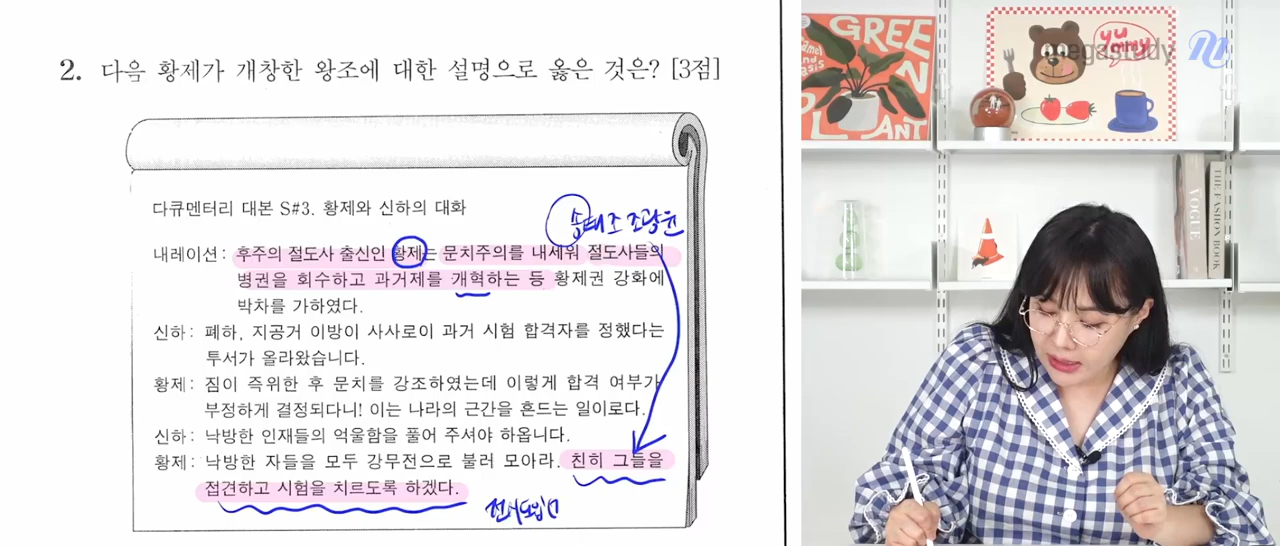 2. 다음 황제가 개창한 왕조에 대한 설명으로 옳은 것은? [3점]
다큐멘터리 대본 S#3. 황제와 신하의 대화
송태조 조광윤
내레이션 : 후주의 절도사 출신인 황제는 문치주의를 내세워 절도사들의
병권을 회수하고 과거제를 개혁하는 등 황제권 강화에
박차를 가하였다.
신하 : 폐하, 지공거 이방이 사사로이 과거 시험 합격자를 정했다는
투서가 올라왔습니다.
황제 : 짐이 즉위한 후 문치를 강조하였는데 이렇게 합격 여부가
부정하게 결정되다니! 이는 나라의 근간을 흔드는 일이로다.
신하 : 낙방한 인재들의 억울함을 풀어 주셔야 하옵니다.
황제 : 낙방한 자들을 모두 강무전으로 불러 모아라. 친히 그들을
접견하고 시험을 치르도록 하겠다.
전시도입
GREEN
PLANT
yummy
megastudy
VOGUE
THE FASHION BOOK